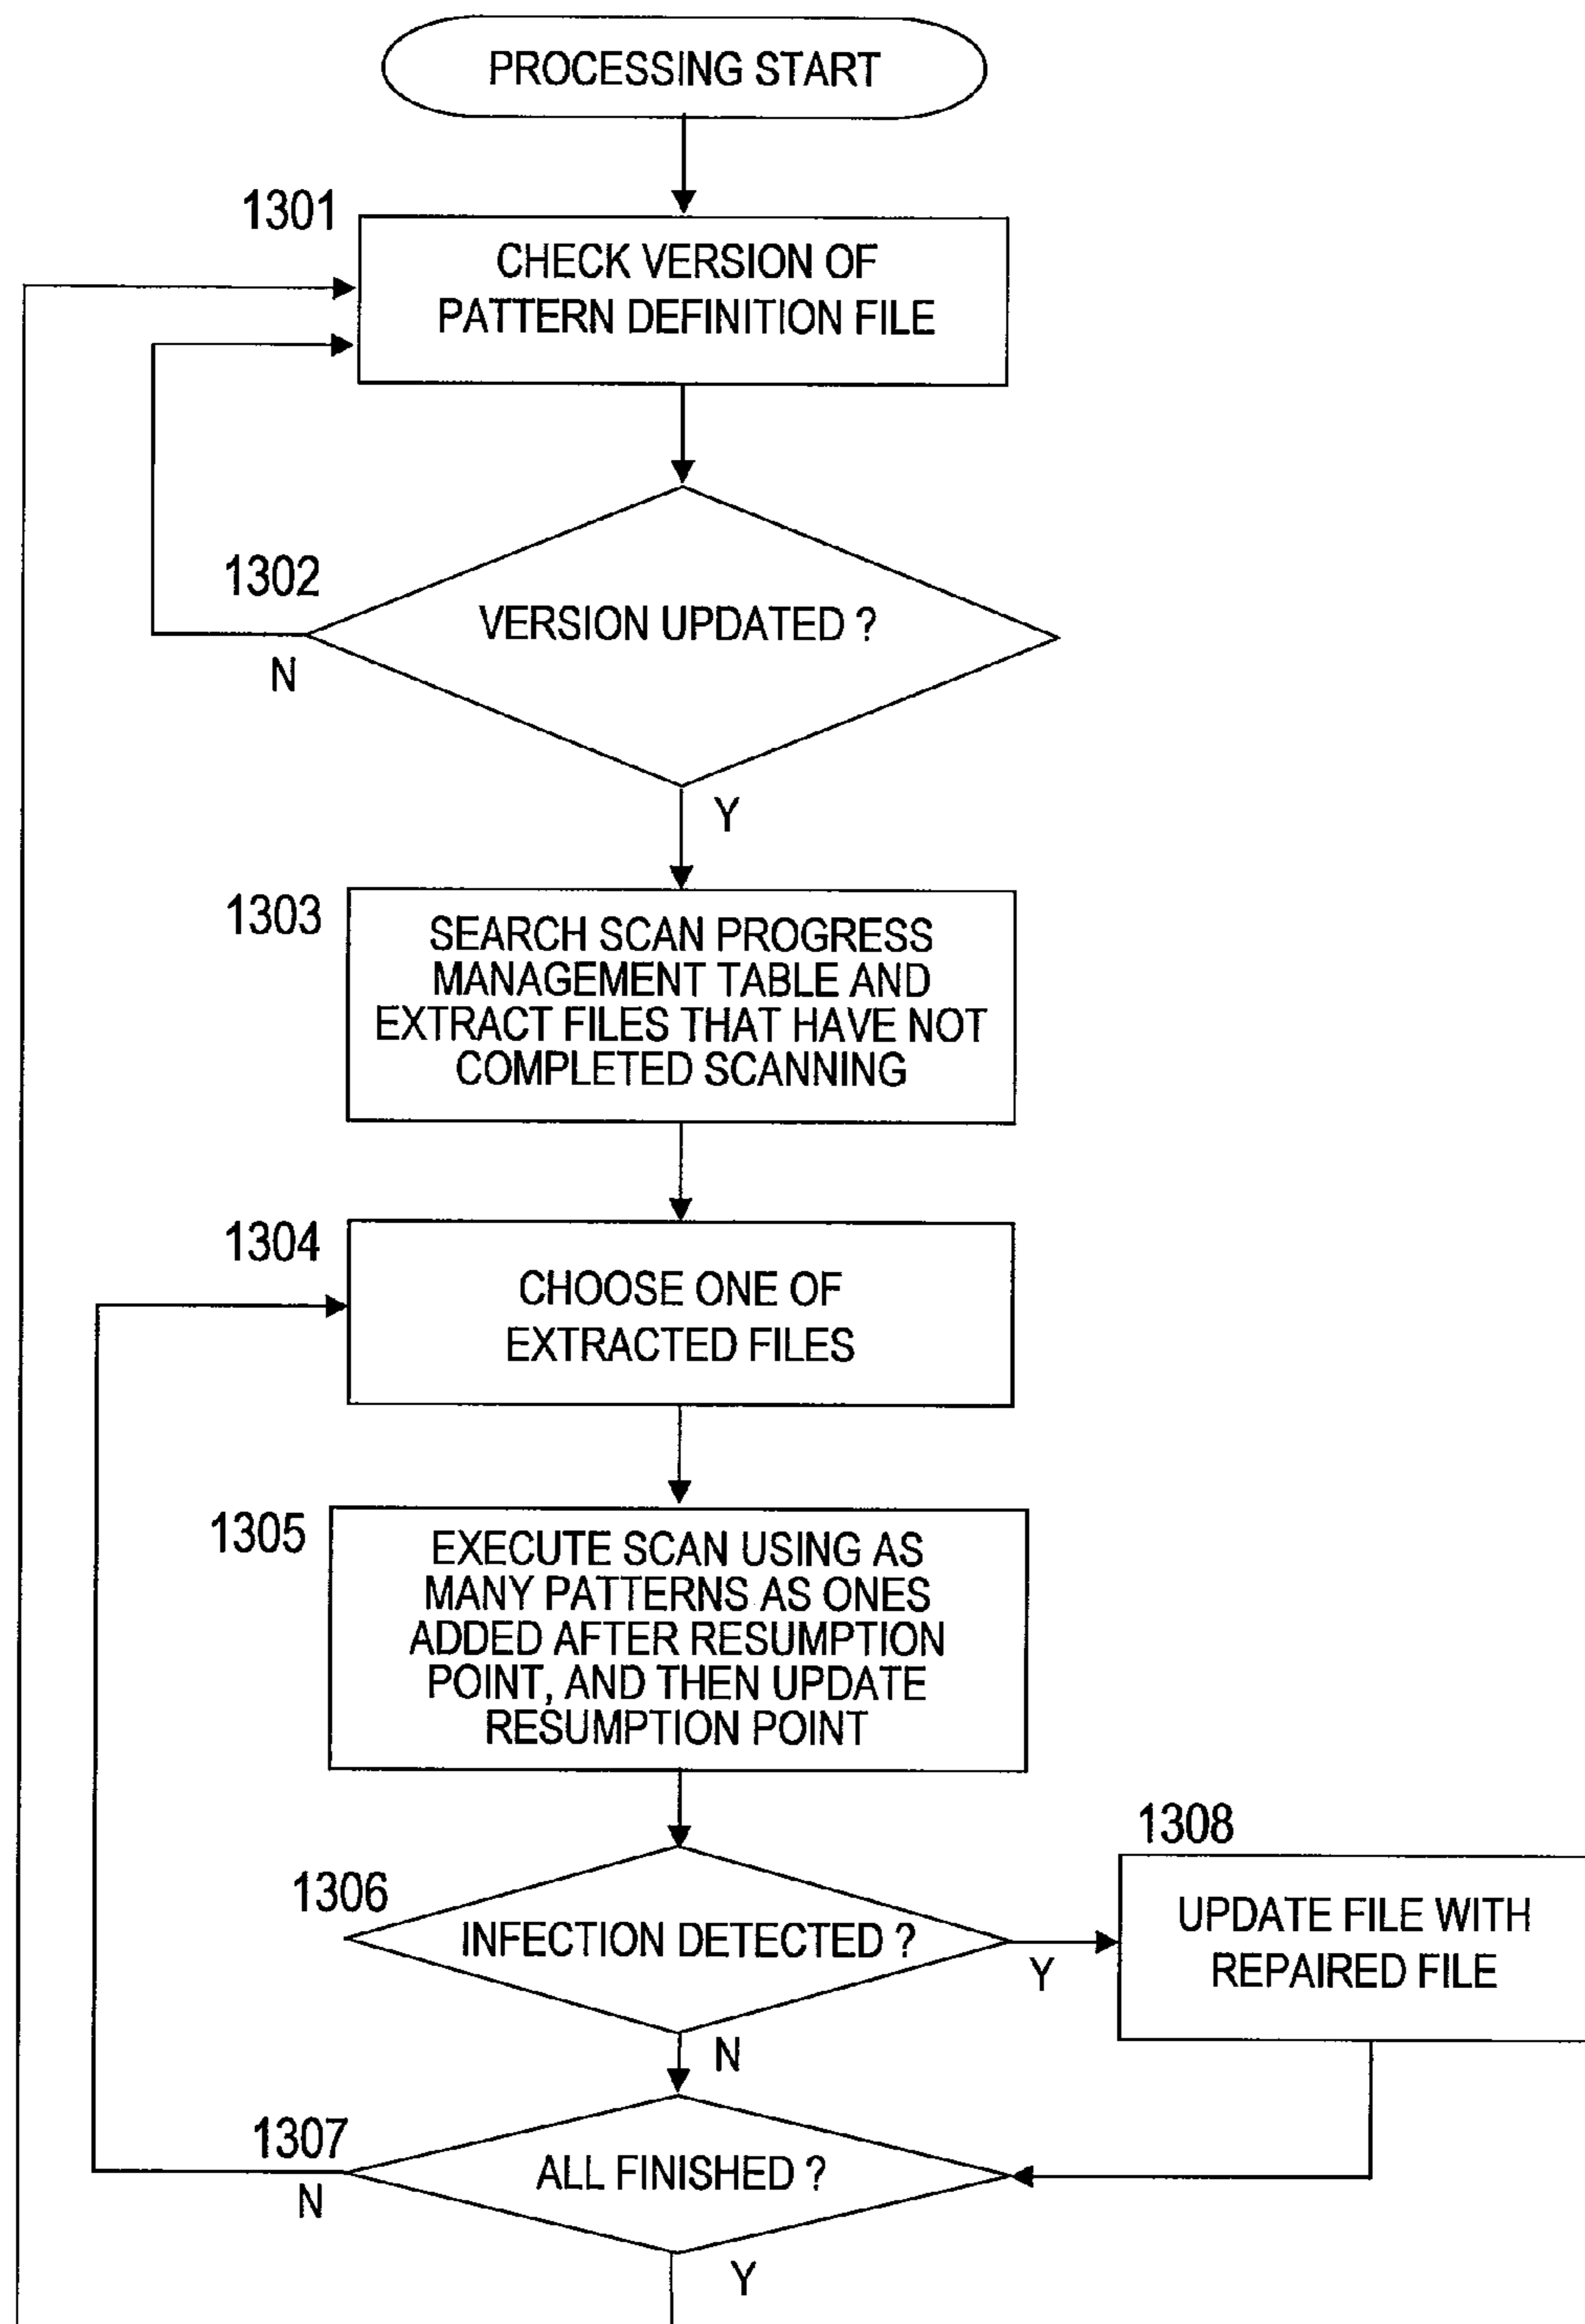 PROCESSING START
1301
CHECK VERSION OF
PATTERN DEFINITION FILE
1302
VERSION UPDATED ?
N
Y
1303
SEARCH SCAN PROGRESS
MANAGEMENT TABLE AND
EXTRACT FILES THAT HAVE NOT
COMPLETED SCANNING
1304
CHOOSE ONE OF
EXTRACTED FILES
1305
EXECUTE SCAN USING AS
MANY PATTERNS AS ONES
ADDED AFTER RESUMPTION
POINT, AND THEN UPDATE
RESUMPTION POINT
1306
INFECTION DETECTED ?
Y
N
1308
UPDATE FILE WITH
REPAIRED FILE
1307
ALL FINISHED ?
N
Y